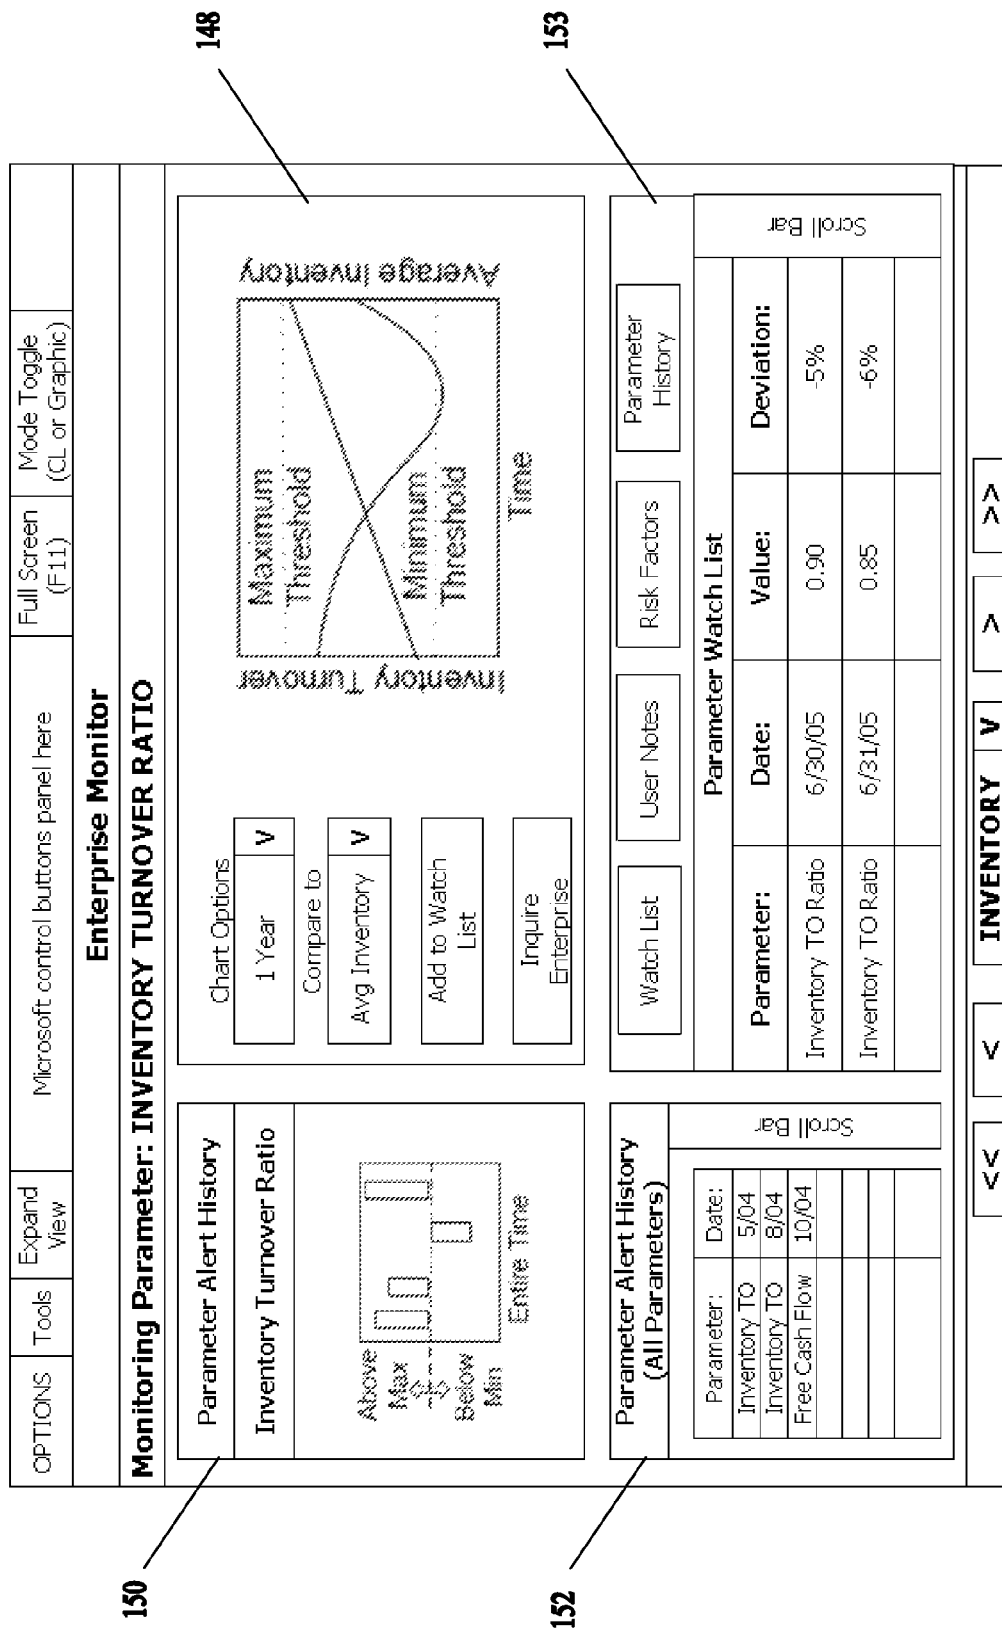 OPTIONS
Tools
Expand
View
Microsoft control buttons panel here
Full Screen
(F11)
Mode Toggle
(CL or Graphic)
Enterprise Monitor
Monitoring Parameter: INVENTORY TURNOVER RATIO
150
Parameter Alert History
Inventory Turnover Ratio
Above
Max
Below
Min
Entire Time
148
Chart Options
1 Year V
Compare to
Avg Inventory V
Add to Watch
List
Inquire
Enterprise
Inventory Turnover
Maximum
Threshold
Minimum
Threshold
Time
Average Inventory
152
Parameter Alert History
(All Parameters)
Parameter: Date:
Inventory TO 5/04
Inventory TO 8/04
Free Cash Flow 10/04
Scroll Bar
153
Watch List
User Notes
Risk Factors
Parameter
History
Parameter Watch List
Parameter: Date: Value: Deviation:
Inventory TO Ratio 6/30/05 0.90 -5%
Inventory TO Ratio 6/31/05 0.85 -6%
Scroll Bar
<< < INVENTORY V > >>